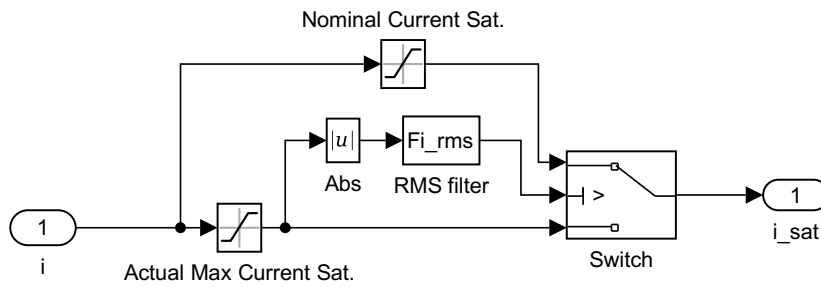 Nominal Current Sat.
|u|
Fi_rms
Abs
RMS filter
1
>
1
i
i_sat
Actual Max Current Sat.
Switch